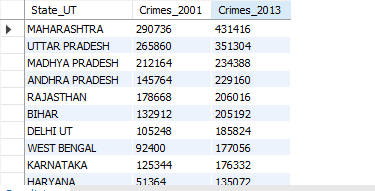 State_UT Crimes_2001 Crimes_2013
MAHARASHTRA 290736 431416
UTTAR PRADESH 265860 351304
MADHYA PRADESH 212164 234388
ANDHRA PRADESH 145764 229160
RAJASTHAN 178668 206016
BIHAR 132912 205192
DELHI UT 105248 185824
WEST BENGAL 92400 177056
KARNATAKA 125344 176332
HARYANA 51364 135072